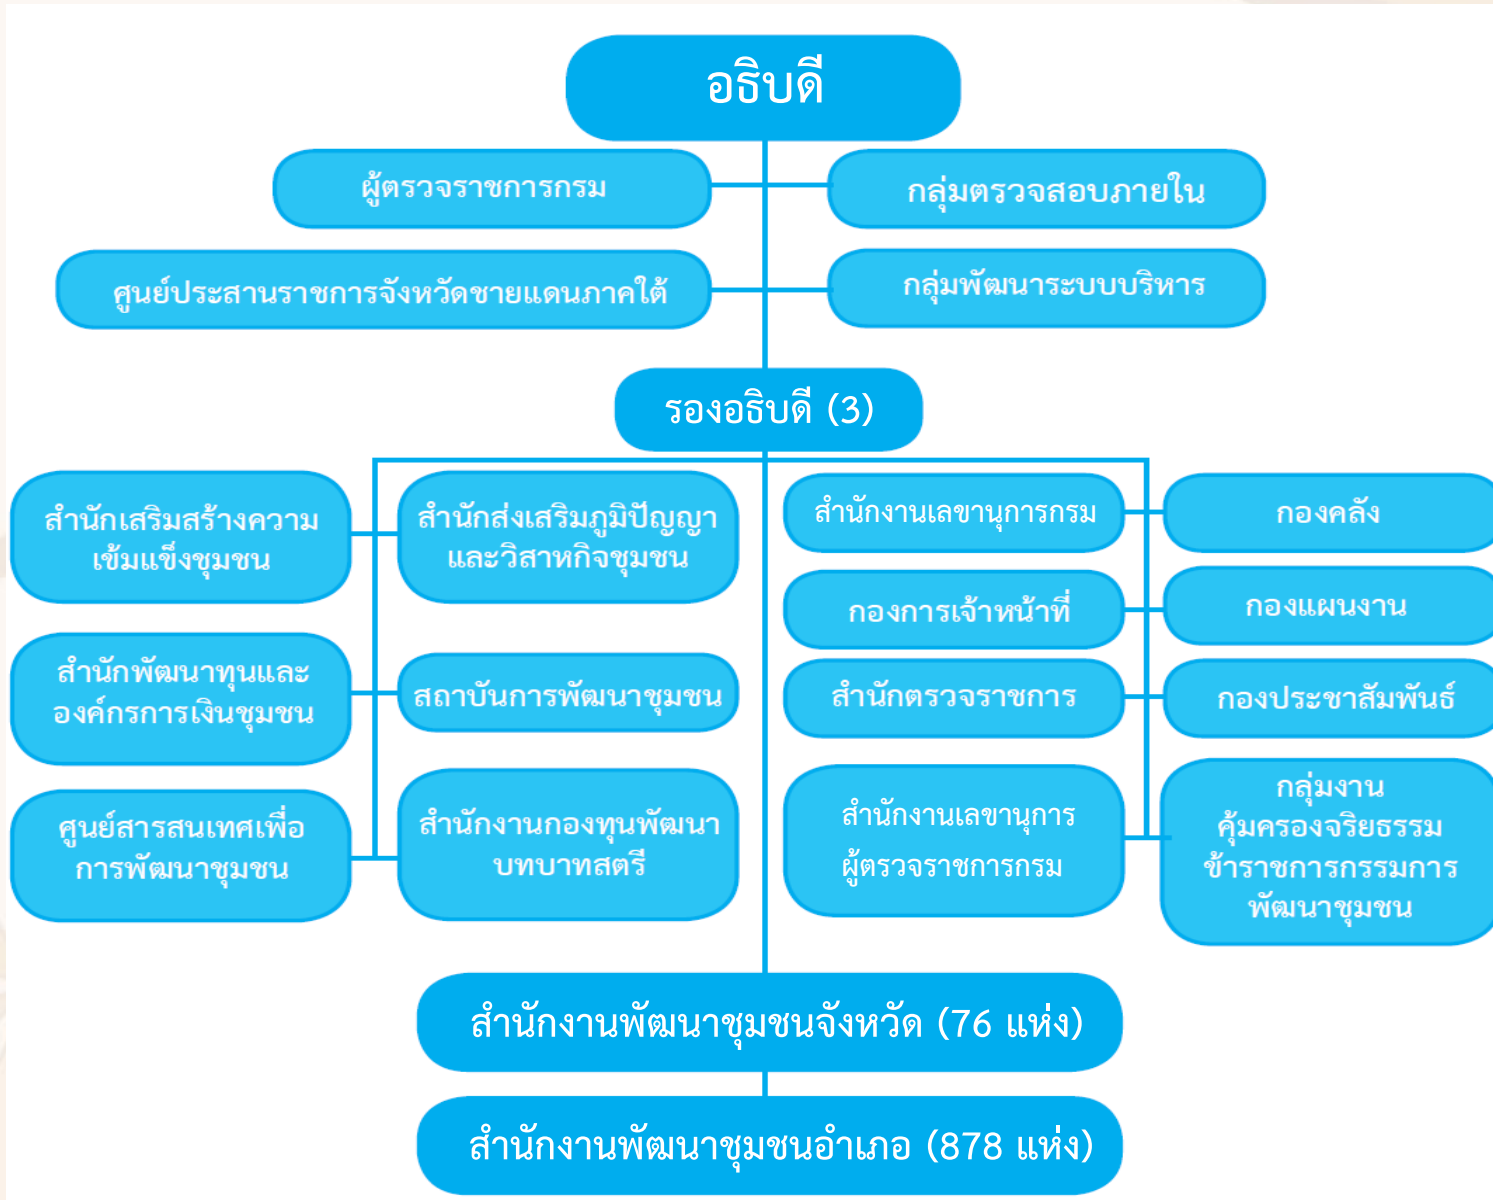 อธิบดี
ผู้ตรวจราชการกรม
กลุ่มตรวจสอบภายใน
ศูนย์ประสานราชการจังหวัดชายแดนภาคใต้
กลุ่มพัฒนาระบบบริหาร
รองอธิบดี (3)
สำนักเสริมสร้างความ
เข้มแข็งชุมชน
สำนักส่งเสริมภูมิปัญญา
และวิสาหกิจชุมชน
สำนักงานเลขานุการกรม
กองคลัง
กองการเจ้าหน้าที่
กองแผนงาน
สำนักพัฒนาทุนและ
องค์กรการเงินชุมชน
สถาบันการพัฒนาชุมชน
สำนักตรวจราชการ
กองประชาสัมพันธ์
ศูนย์สารสนเทศเพื่อ
การพัฒนาชุมชน
สำนักงานกองทุนพัฒนา
บทบาทสตรี
สำนักงานเลขานุการ
ผู้ตรวจราชการกรม
กลุ่มงาน
คุ้มครองจริยธรรม
ข้าราชการกรรมการ
พัฒนาชุมชน
สำนักงานพัฒนาชุมชนจังหวัด (76 แห่ง)
สำนักงานพัฒนาชุมชนอำเภอ (878 แห่ง)